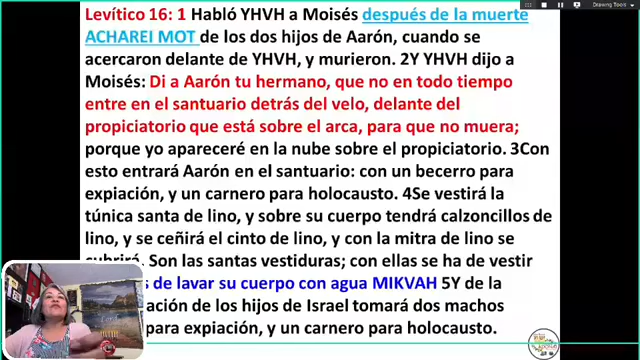 Levítico 16: 1 Habló YHVH a Moisés después de la muerte
ACHAREI MOT de los dos hijos de Aarón, cuando se
acercaron delante de YHVH, y murieron. 2Y YHVH dijo a
Moisés: Di a Aarón tu hermano, que no en todo tiempo
entre en el santuario detrás del velo, delante del
propiciatorio que está sobre el arca, para que no muera;
porque yo apareceré en la nube sobre el propiciatorio. 3Con
esto entrará Aarón en el santuario: con un becerro para
expiación, y un carnero para holocausto. 4Se vestirá la
túnica santa de lino, y sobre su cuerpo tendrá calzoncillos de
lino, y se ceñirá el cinto de lino, y con la mitra de lino se
cubrirá. Son las santas vestiduras; con ellas se ha de vestir
de lavar su cuerpo con agua MIKVAH 5Y de la
ación de los hijos de Israel tomará dos machos
para expiación, y un carnero para holocausto.
Drawing Tools